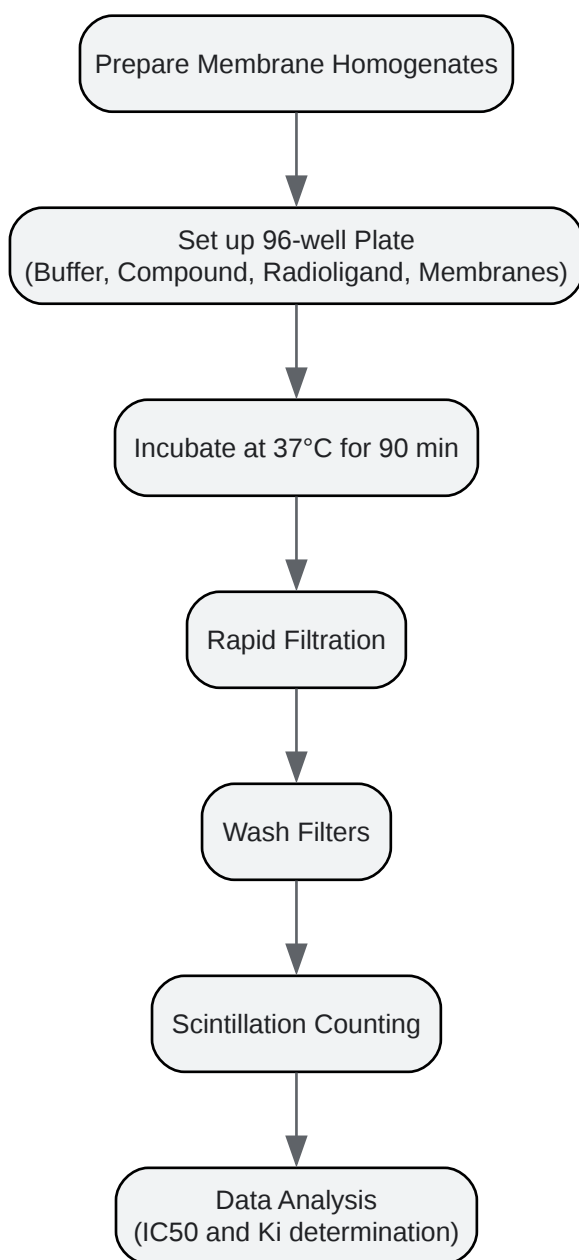 Prepare Membrane Homogenates
Set up 96-well Plate
(Buffer, Compound, Radioligand, Membranes)
Incubate at 37°C for 90 min
Rapid Filtration
Wash Filters
Scintillation Counting
Data Analysis
(IC50 and Ki determination)